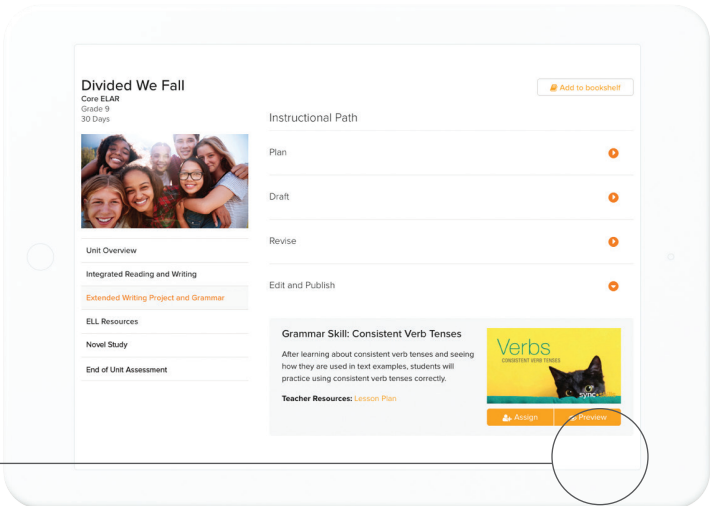 Divided We Fall
Core ELAR
Grade 9
30 Days
Add to bookshelf
Instructional Path
Plan
Draft
Revise
Edit and Publish
Unit Overview
Integrated Reading and Writing
Extended Writing Project and Grammar
ELL Resources
Novel Study
End of Unit Assessment
Grammar Skill: Consistent Verb Tenses
After learning about consistent verb tenses and seeing
how they are used in text examples, students will
practice using consistent verb tenses correctly.
Teacher Resources: Lesson Plan
Verbs
CONSISTENT VERB TENSES
sync
Assign
Preview